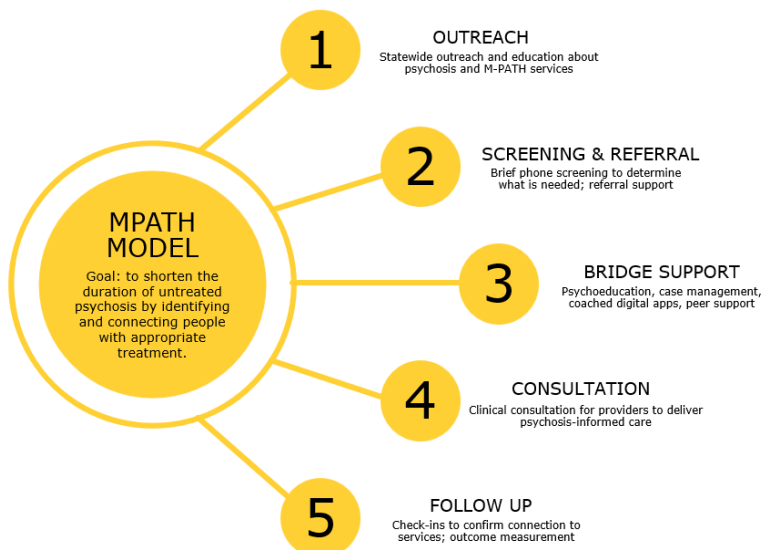 MPATH
MODEL
Goal: to shorten the
duration of untreated
psychosis by identifying
and connecting people
with appropriate
treatment.
1
OUTREACH
Statewide outreach and education about
psychosis and M-PATH services
2
SCREENING & REFERRAL
Brief phone screening to determine
what is needed; referral support
3
BRIDGE SUPPORT
Psychoeducation, case management,
coached digital apps, peer support
4
CONSULTATION
Clinical consultation for providers to deliver
psychosis-informed care
5
FOLLOW UP
Check-ins to confirm connection to
services; outcome measurement